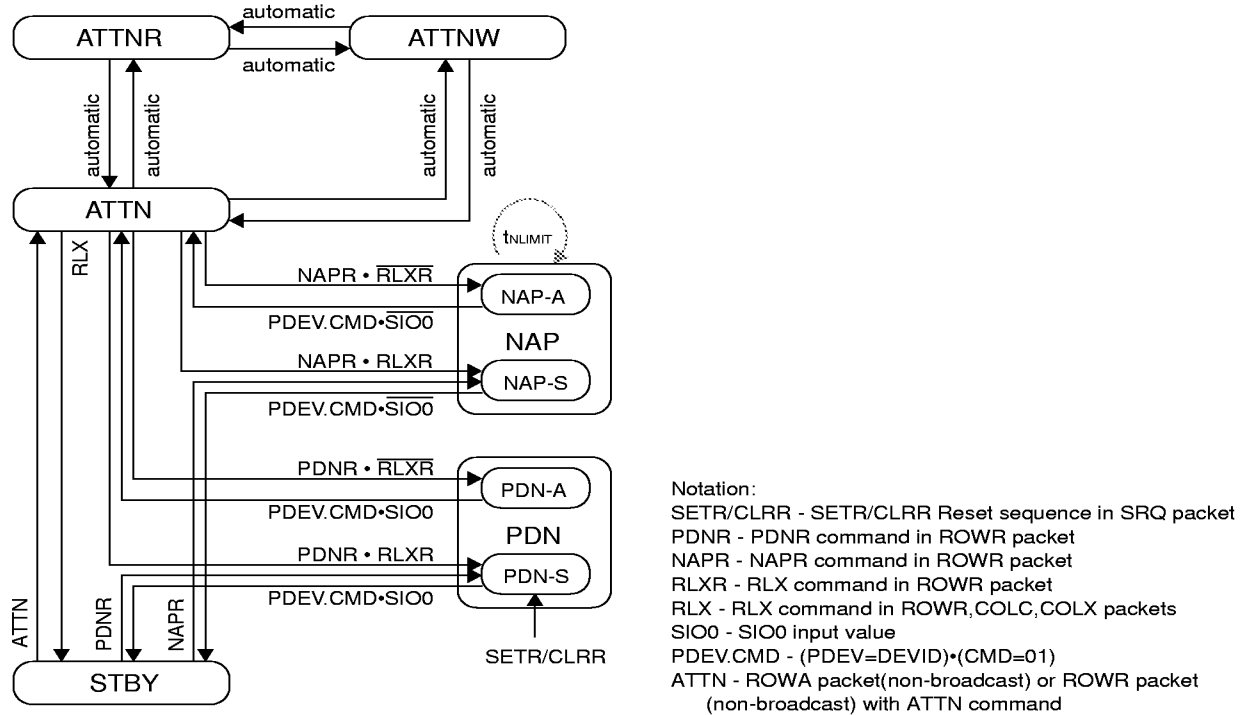 automatic
ATTNR
ATTNW
automatic
automatic
automatic
automatic
automatic
ATTN
RLX
tNLIMIT
NAPR • R̅L̅X̅R̅
NAP-A
PDEV.CMD•S̅I̅O̅0̅
NAP
NAPR • RLXR
NAP-S
PDEV.CMD•S̅I̅O̅0̅
PDNR • R̅L̅X̅R̅
PDN-A
PDEV.CMD•SIO0
PDN
PDNR • RLXR
PDN-S
PDEV.CMD•SIO0
ATTN
PDNR
NAPR
SETR/CLRR
STBY
Notation:
SETR/CLRR - SETR/CLRR Reset sequence in SRQ packet
PDNR - PDNR command in ROWR packet
NAPR - NAPR command in ROWR packet
RLXR - RLX command in ROWR packet
RLX - RLX command in ROWR,COLC,COLX packets
SIO0 - SIO0 input value
PDEV.CMD - (PDEV=DEVID)•(CMD=01)
ATTN - ROWA packet(non-broadcast) or ROWR packet
(non-broadcast) with ATTN command